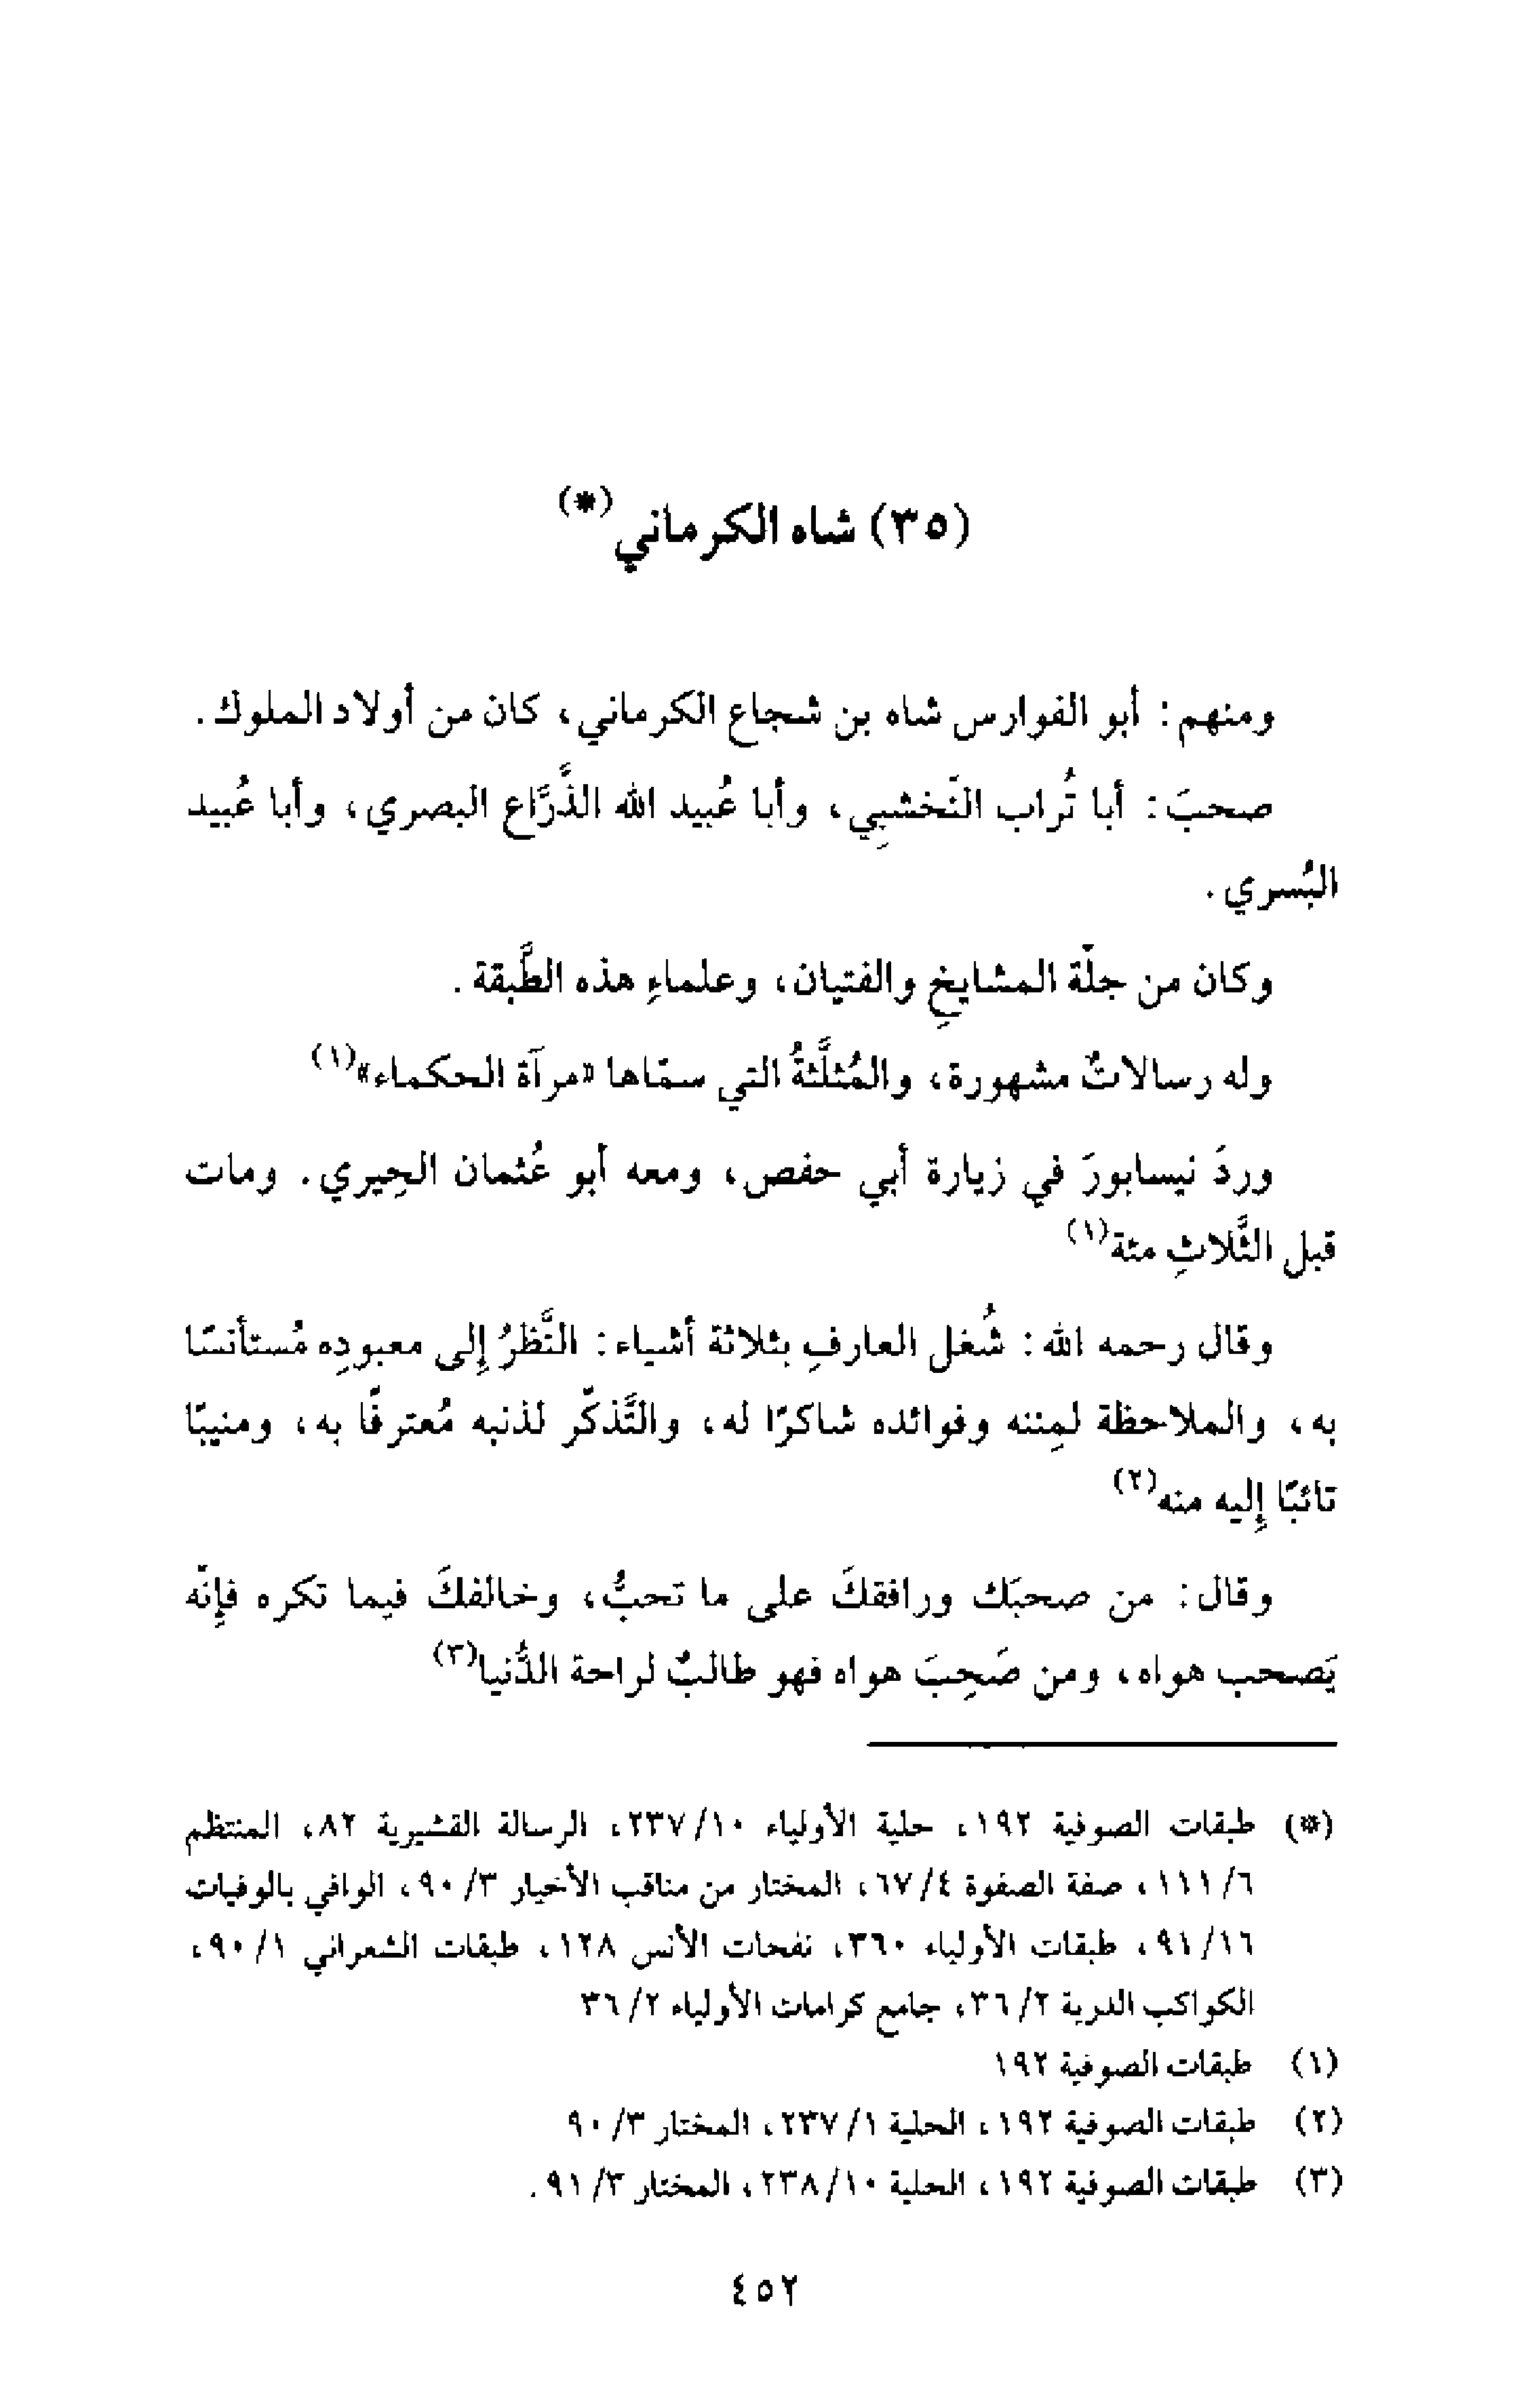 (٣٥) شاه الكرماني(*)
ومنهم: أبو الفوارس شاه بن شجاع الكرماني، كان من أولاد الملوك.
صحبَ: أبا تُراب النَّخشبِي، وأبا عُبيد الله الذَّرَّاع البصري، وأبا عُبيد
البُسري.
وكان من جلّة المشايخِ والفتيان، وعلماءِ هذه الطَّبقة.
وله رسالاتٌ مشهورة، والمُثلَّثةُ التي سمّاها «مرآة الحكماء»(١)
وردَ نيسابورَ في زيارة أبي حفص، ومعه أبو عُثمان الحِيري. ومات
قبل الثَّلاثِ مئة(١)
وقال رحمه الله: شُغل العارفِ بثلاثة أشياء: النَّظرُ إلى معبودِه مُستأنسًا
به، والملاحظة لمِننه وفوائده شاكرًا له، والتَّذكّر لذنبه مُعترفًا به، ومنيبًا
تائبًا إليه منه(٢)
وقال: من صحبَك ورافقكَ على ما تحبُّ، وخالفكَ فيما تكره فإنّه
يَصحب هواه، ومن صَحِبَ هواه فهو طالبٌ لراحة الدُّنيا(٣)
(*) طبقات الصوفية ١٩٢، حلية الأولياء ٢٣٧/١٠، الرسالة القشيرية ٨٢، المنتظم
١١١/٦، صفة الصفوة ٦٧/٤، المختار من مناقب الأخيار ٩٠/٣، الوافي بالوفيات
٩١/١٦، طبقات الأولياء ٣٦٠، نفحات الأنس ١٢٨، طبقات الشعراني ٩٠/١،
الكواكب الدرية ٣٦/٢، جامع كرامات الأولياء ٣٦/٢
(١) طبقات الصوفية ١٩٢
(٢) طبقات الصوفية ١٩٢، الحلية ٢٣٧/١، المختار ٩٠/٣
(٣) طبقات الصوفية ١٩٢، الحلية ٢٣٨/١٠، المختار ٩١/٣.
٤٥٢